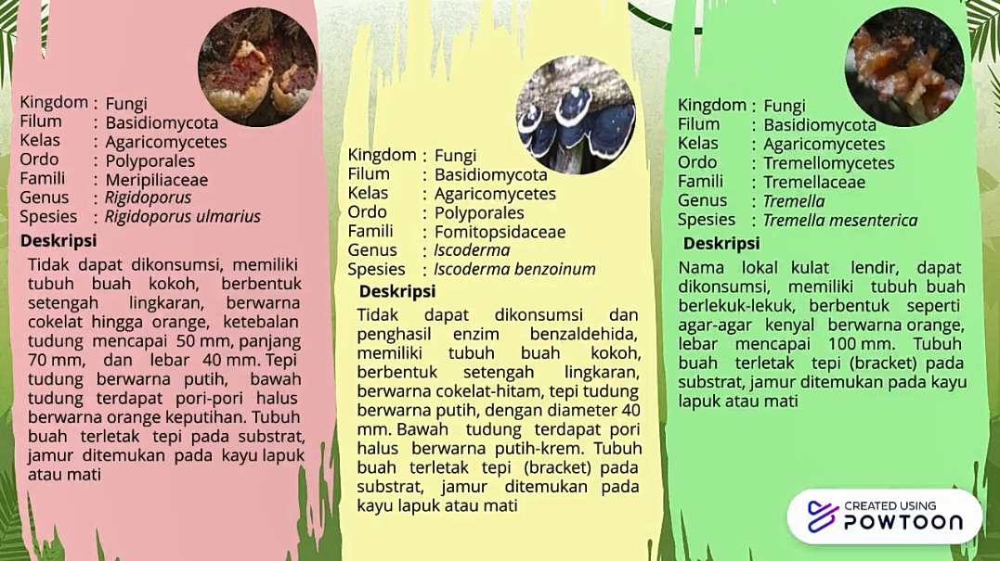 Kingdom : Fungi
Filum : Basidiomycota
Kelas : Agaricomycetes
Ordo : Polyporales
Famili : Meripiliaceae
Genus : Rigidoporus
Spesies : Rigidoporus ulmarius
Deskripsi
Tidak dapat dikonsumsi, memiliki
tubuh buah kokoh, berbentuk
setengah lingkaran, berwarna
cokelat hingga orange, ketebalan
tudung mencapai 50 mm, panjang
70 mm, dan lebar 40 mm. Tepi
tudung berwarna putih, bawah
tudung terdapat pori-pori halus
berwarna orange keputihan. Tubuh
buah terletak tepi pada substrat,
jamur ditemukan pada kayu lapuk
atau mati
Kingdom : Fungi
Filum : Basidiomycota
Kelas : Agaricomycetes
Ordo : Polyporales
Famili : Fomitopsidaceae
Genus : Iscoderma
Spesies : Iscoderma benzoinum
Deskripsi
Tidak dapat dikonsumsi dan
penghasil enzim benzaldehida,
memiliki tubuh buah kokoh,
berbentuk setengah lingkaran,
berwarna cokelat-hitam, tepi tudung
berwarna putih, dengan diameter 40
mm. Bawah tudung terdapat pori
halus berwarna putih-krem. Tubuh
buah terletak tepi (bracket) pada
substrat, jamur ditemukan pada
kayu lapuk atau mati
Kingdom : Fungi
Filum : Basidiomycota
Kelas : Agaricomycetes
Ordo : Tremellomycetes
Famili : Tremellaceae
Genus : Tremella
Spesies : Tremella mesenterica
Deskripsi
Nama lokal kulat lendir, dapat
dikonsumsi, memiliki tubuh buah
berlekuk-lekuk, berbentuk seperti
agar-agar kenyal berwarna orange,
lebar mencapai 100 mm. Tubuh
buah terletak tepi (bracket) pada
substrat, jamur ditemukan pada kayu
lapuk atau mati
CREATED USING
POWTOON